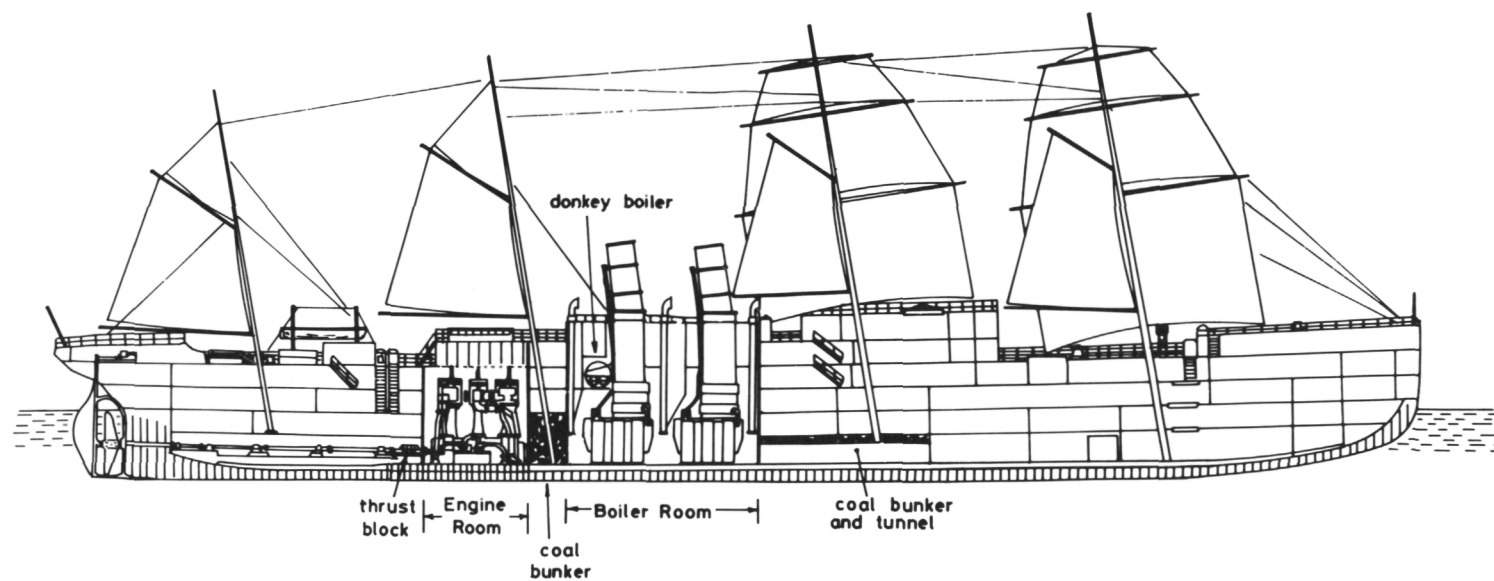 donkey boiler
thrust
block
Engine
Room
coal
bunker
Boiler Room
coal bunker
and tunnel